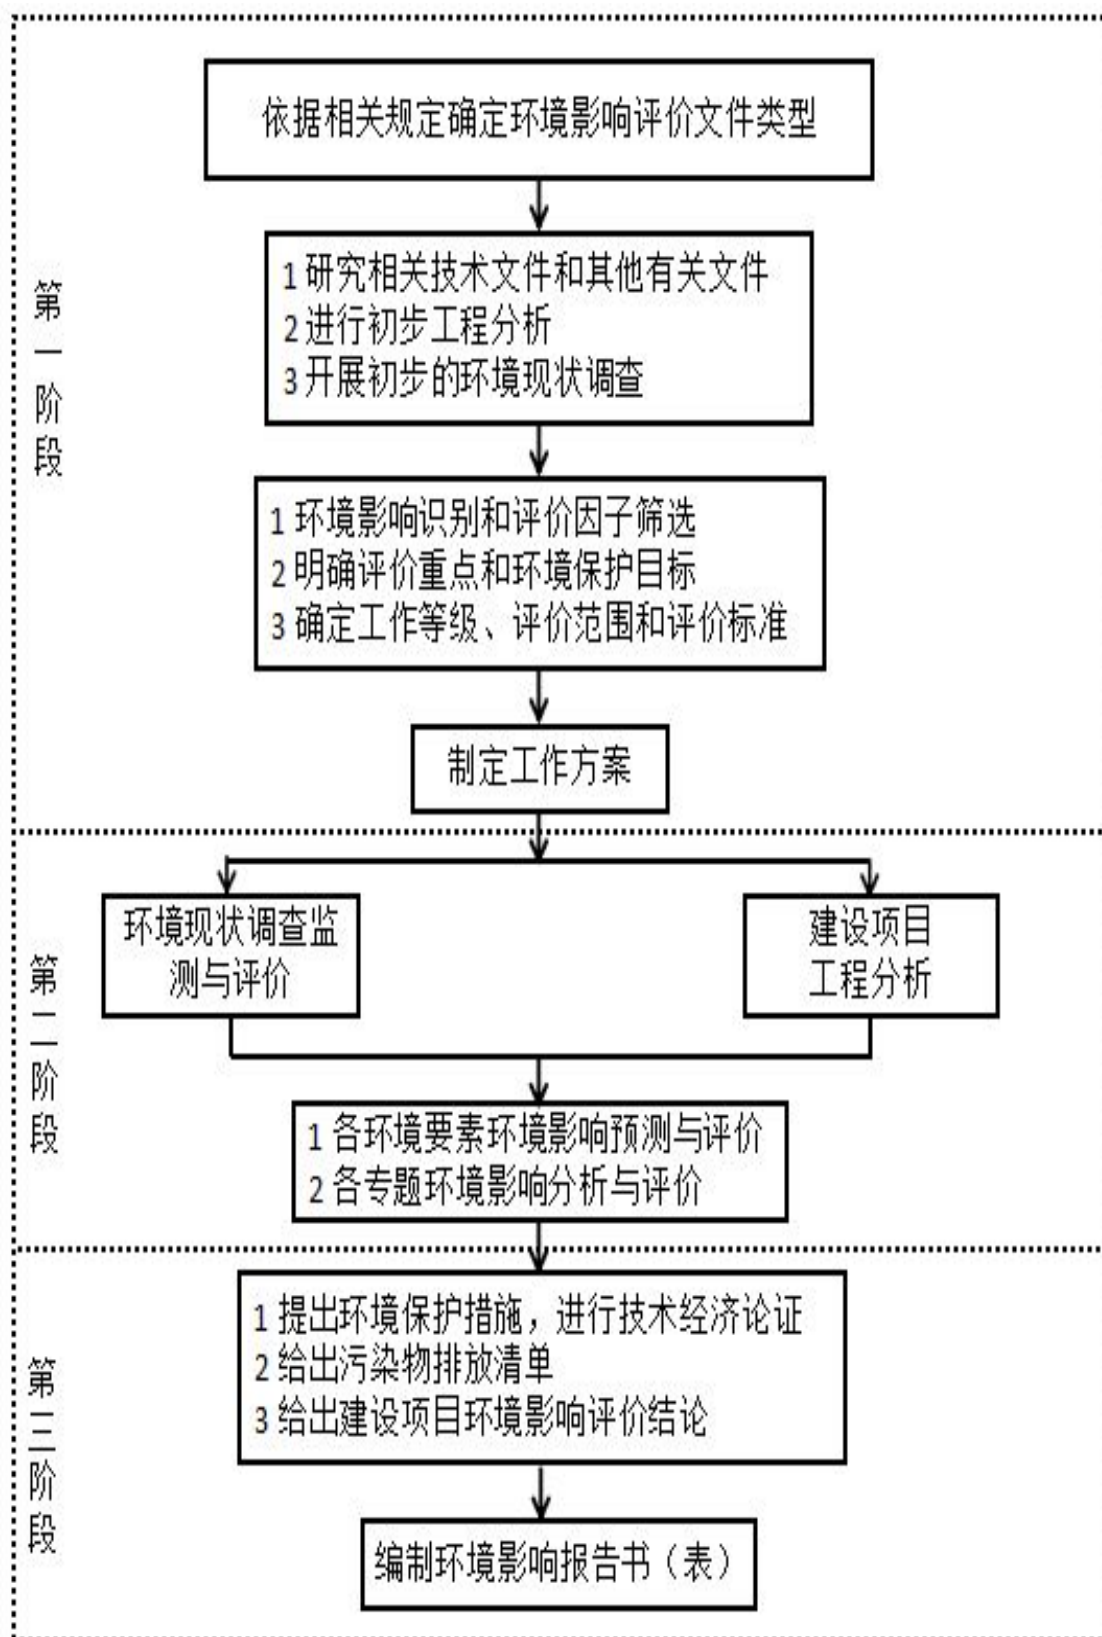 依据相关规定确定环境影响评价文件类型
1 研究相关技术文件和其他有关文件
2 进行初步工程分析
3 开展初步的环境现状调查
第一阶段
1 环境影响识别和评价因子筛选
2 明确评价重点和环境保护目标
3 确定工作等级、评价范围和评价标准
制定工作方案
环境现状调查监
测与评价
建设项目
工程分析
第二阶段
1 各环境要素环境影响预测与评价
2 各专题环境影响分析与评价
1 提出环境保护措施，进行技术经济论证
2 给出污染物排放清单
3 给出建设项目环境影响评价结论
第三阶段
编制环境影响报告书（表）